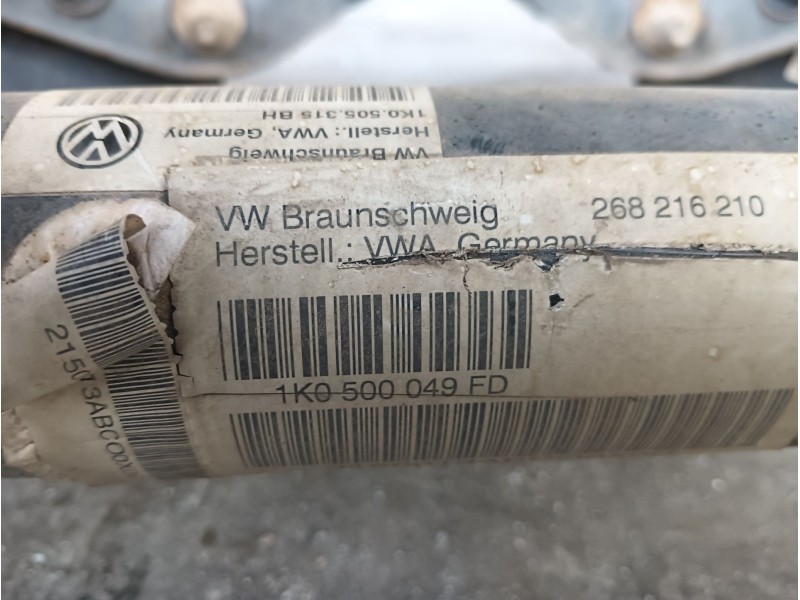 1K0.505.315 BH
Herstell.: VWA, Germany
VW Braunschweig
VW Braunschweig 268 216 210
Herstell.: VWA, Germany
1K0 500 049 FD